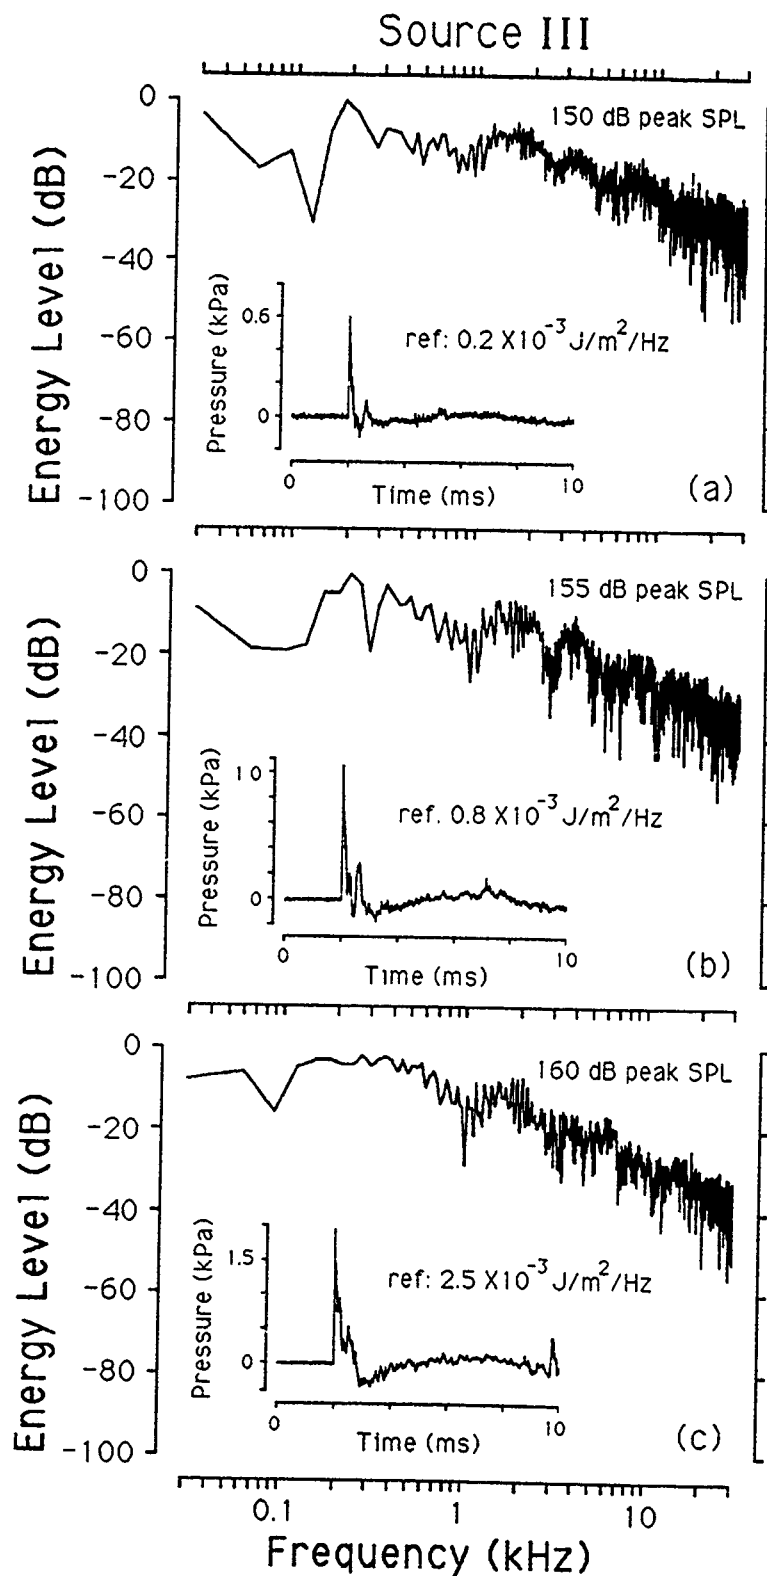 Source III
150 dB peak SPL
Energy Level (dB)
0
-20
-40
-60
-80
-100
Pressure (kPa)
0.6
0
ref: 0.2 X10⁻³ J/m²/Hz
0
10
Time (ms)
(a)
155 dB peak SPL
Energy Level (dB)
0
-20
-40
-60
-80
-100
Pressure (kPa)
1 0
0
ref. 0.8 X10⁻³ J/m²/Hz
0
10
Time (ms)
(b)
160 dB peak SPL
Energy Level (dB)
0
-20
-40
-60
-80
-100
Pressure (kPa)
1.5
0
ref: 2.5 X10⁻³ J/m²/Hz
0
10
Time (ms)
(c)
0.1
1
10
Frequency (kHz)